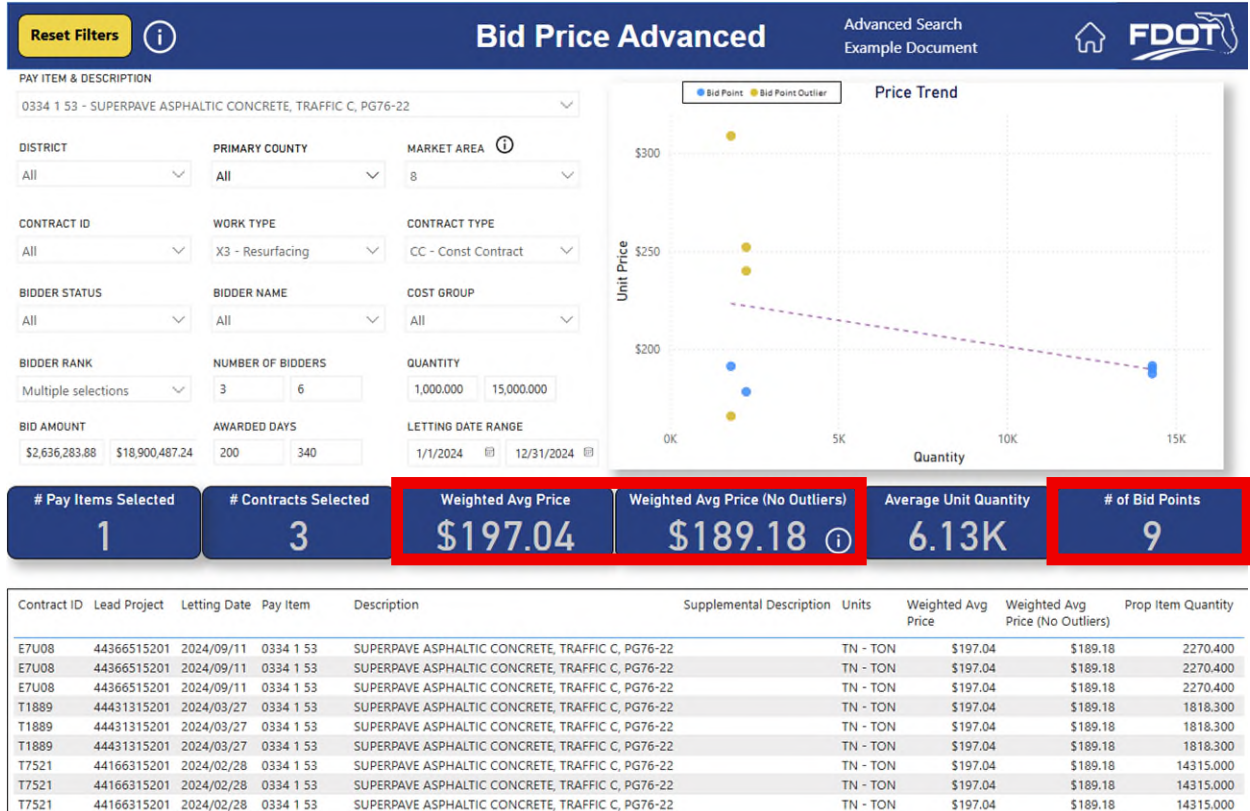 Reset Filters
i
Bid Price Advanced
Advanced Search
Example Document
FDOT
PAY ITEM & DESCRIPTION
0334 1 53 - SUPERPAVE ASPHALTIC CONCRETE, TRAFFIC C, PG76-22
DISTRICT PRIMARY COUNTY MARKET AREA i
All All 8
CONTRACT ID WORK TYPE CONTRACT TYPE
All X3 - Resurfacing CC - Const Contract
BIDDER STATUS BIDDER NAME COST GROUP
All All All
BIDDER RANK NUMBER OF BIDDERS QUANTITY
Multiple selections 3 6 1,000.000 15,000.000
BID AMOUNT AWARDED DAYS LETTING DATE RANGE
$2,636,283.88 $18,900,487.24 200 340 1/1/2024 12/31/2024
Bid Point Bid Point Outlier Price Trend
$300
$250
$200
Unit Price
0K 5K 10K 15K
Quantity
# Pay Items Selected # Contracts Selected Weighted Avg Price Weighted Avg Price (No Outliers) Average Unit Quantity # of Bid Points
1 3 $197.04 $189.18 i 6.13K 9
Contract ID Lead Project Letting Date Pay Item Description Supplemental Description Units Weighted Avg Weighted Avg Prop Item Quantity
Price Price (No Outliers)
E7U08 44366515201 2024/09/11 0334 1 53 SUPERPAVE ASPHALTIC CONCRETE, TRAFFIC C, PG76-22 TN - TON $197.04 $189.18 2270.400
E7U08 44366515201 2024/09/11 0334 1 53 SUPERPAVE ASPHALTIC CONCRETE, TRAFFIC C, PG76-22 TN - TON $197.04 $189.18 2270.400
E7U08 44366515201 2024/09/11 0334 1 53 SUPERPAVE ASPHALTIC CONCRETE, TRAFFIC C, PG76-22 TN - TON $197.04 $189.18 2270.400
T1889 44431315201 2024/03/27 0334 1 53 SUPERPAVE ASPHALTIC CONCRETE, TRAFFIC C, PG76-22 TN - TON $197.04 $189.18 1818.300
T1889 44431315201 2024/03/27 0334 1 53 SUPERPAVE ASPHALTIC CONCRETE, TRAFFIC C, PG76-22 TN - TON $197.04 $189.18 1818.300
T1889 44431315201 2024/03/27 0334 1 53 SUPERPAVE ASPHALTIC CONCRETE, TRAFFIC C, PG76-22 TN - TON $197.04 $189.18 1818.300
T7521 44166315201 2024/02/28 0334 1 53 SUPERPAVE ASPHALTIC CONCRETE, TRAFFIC C, PG76-22 TN - TON $197.04 $189.18 14315.000
T7521 44166315201 2024/02/28 0334 1 53 SUPERPAVE ASPHALTIC CONCRETE, TRAFFIC C, PG76-22 TN - TON $197.04 $189.18 14315.000
T7521 44166315201 2024/02/28 0334 1 53 SUPERPAVE ASPHALTIC CONCRETE, TRAFFIC C, PG76-22 TN - TON $197.04 $189.18 14315.000